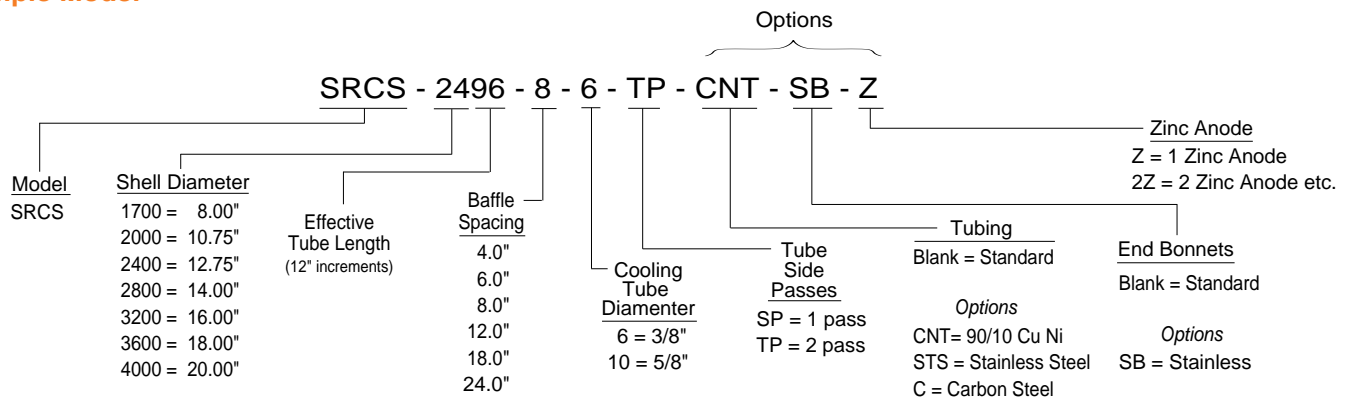 Options
SRCS - 2496 - 8 - 6 - TP - CNT - SB - Z
Model
SRCS
Shell Diameter
1700 = 8.00"
2000 = 10.75"
2400 = 12.75"
2800 = 14.00"
3200 = 16.00"
3600 = 18.00"
4000 = 20.00"
Effective
Tube Length
(12" increments)
Baffle
Spacing
4.0"
6.0"
8.0"
12.0"
18.0"
24.0"
Cooling
Tube
Diamenter
6 = 3/8"
10 = 5/8"
Tube
Side
Passes
SP = 1 pass
TP = 2 pass
Tubing
Blank = Standard
Options
CNT= 90/10 Cu Ni
STS = Stainless Steel
C = Carbon Steel
End Bonnets
Blank = Standard
Options
SB = Stainless
Zinc Anode
Z = 1 Zinc Anode
2Z = 2 Zinc Anode etc.